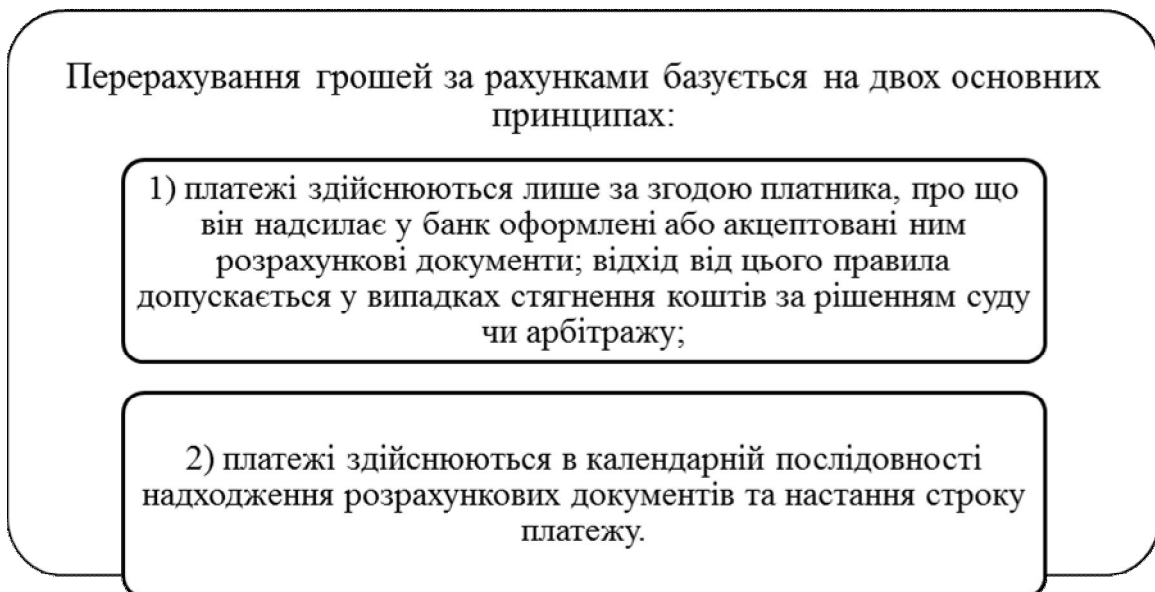 Перерахування грошей за рахунками базується на двох основних
принципах:
1) платежі здійснюються лише за згодою платника, про що
він надсилає у банк оформлені або акцептовані ним
розрахункові документи; відхід від цього правила
допускається у випадках стягнення коштів за рішенням суду
чи арбітражу;
2) платежі здійснюються в календарній послідовності
надходження розрахункових документів та настання строку
платежу.